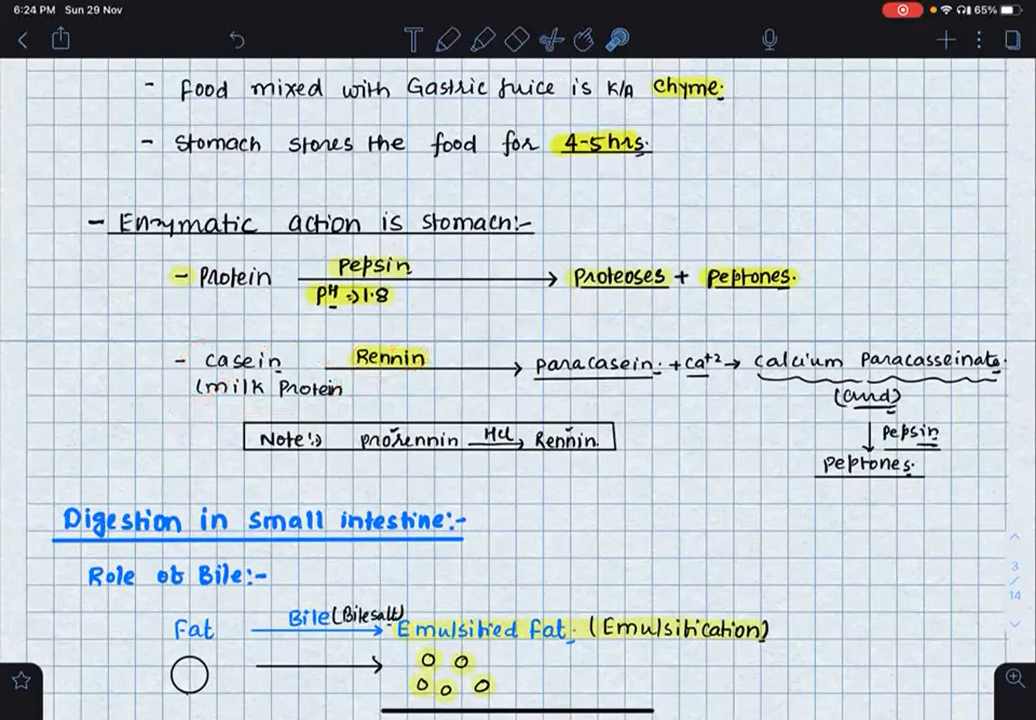 6:24 PM Sun 29 Nov
65%
T
- Food mixed with Gastric Juice is K/A Chyme.
- Stomach stores the food for 4-5hrs.
- Enzymatic action is stomach:-
- Protein Pepsin → Proteoses + Peptones.
PH ⇒ 1.8
- casein Rennin → paracasein. + Ca+2 → Calcium Paracasseinate.
(milk Protein
(curd)
Note:) prorennin HCl → Rennin.
↓ Pepsin
Peptones.
Digestion in small intestine:-
Role of Bile:-
Fat Bile (Bile salt) → Emulsified fat. (Emulsification)
3
/
14